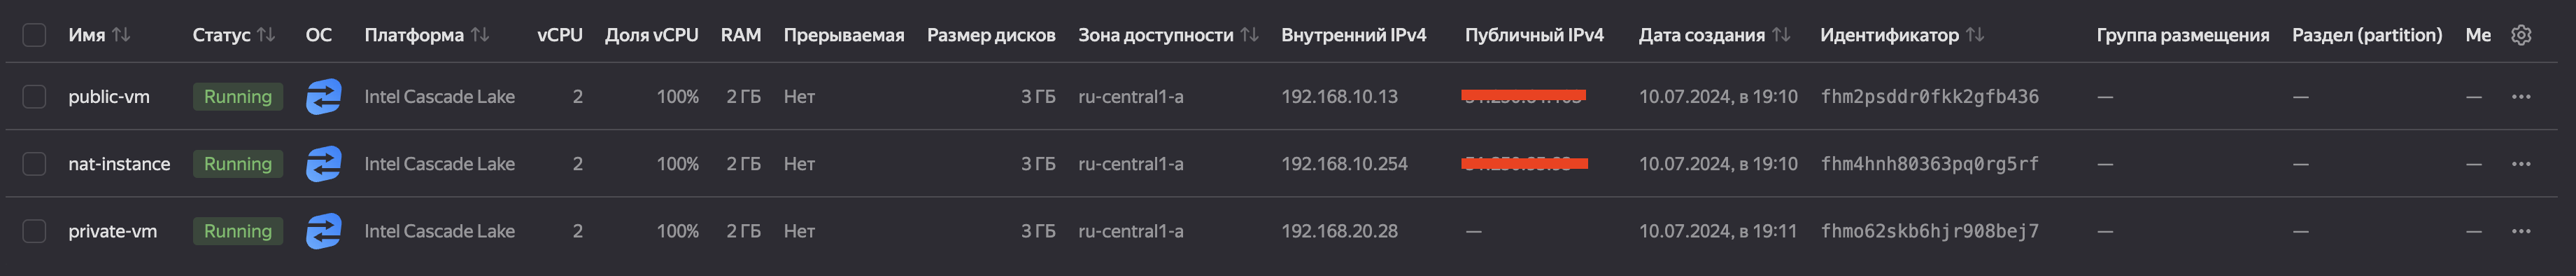 Имя Статус ОС Платформа vCPU Доля vCPU RAM Прерываемая Размер дисков Зона доступности Внутренний IPv4 Публичный IPv4 Дата создания Идентификатор Группа размещения Раздел (partition) Ме
public-vm Running Intel Cascade Lake 2 100% 2 ГБ Нет 3 ГБ ru-central1-a 192.168.10.13 10.07.2024, в 19:10 fhm2psddr0fkk2gfb436 — — —
nat-instance Running Intel Cascade Lake 2 100% 2 ГБ Нет 3 ГБ ru-central1-a 192.168.10.254 10.07.2024, в 19:10 fhm4hnh80363pq0rg5rf — — —
private-vm Running Intel Cascade Lake 2 100% 2 ГБ Нет 3 ГБ ru-central1-a 192.168.20.28 — 10.07.2024, в 19:11 fhmo62skb6hjr908bej7 — — —